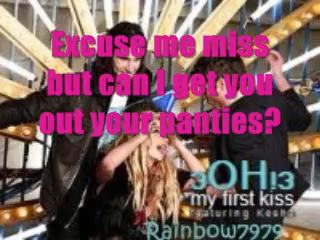 Excuse me miss
but can I get you
out your panties?
3OH!3
my first kiss
featuring Kesha
Rainbow7979